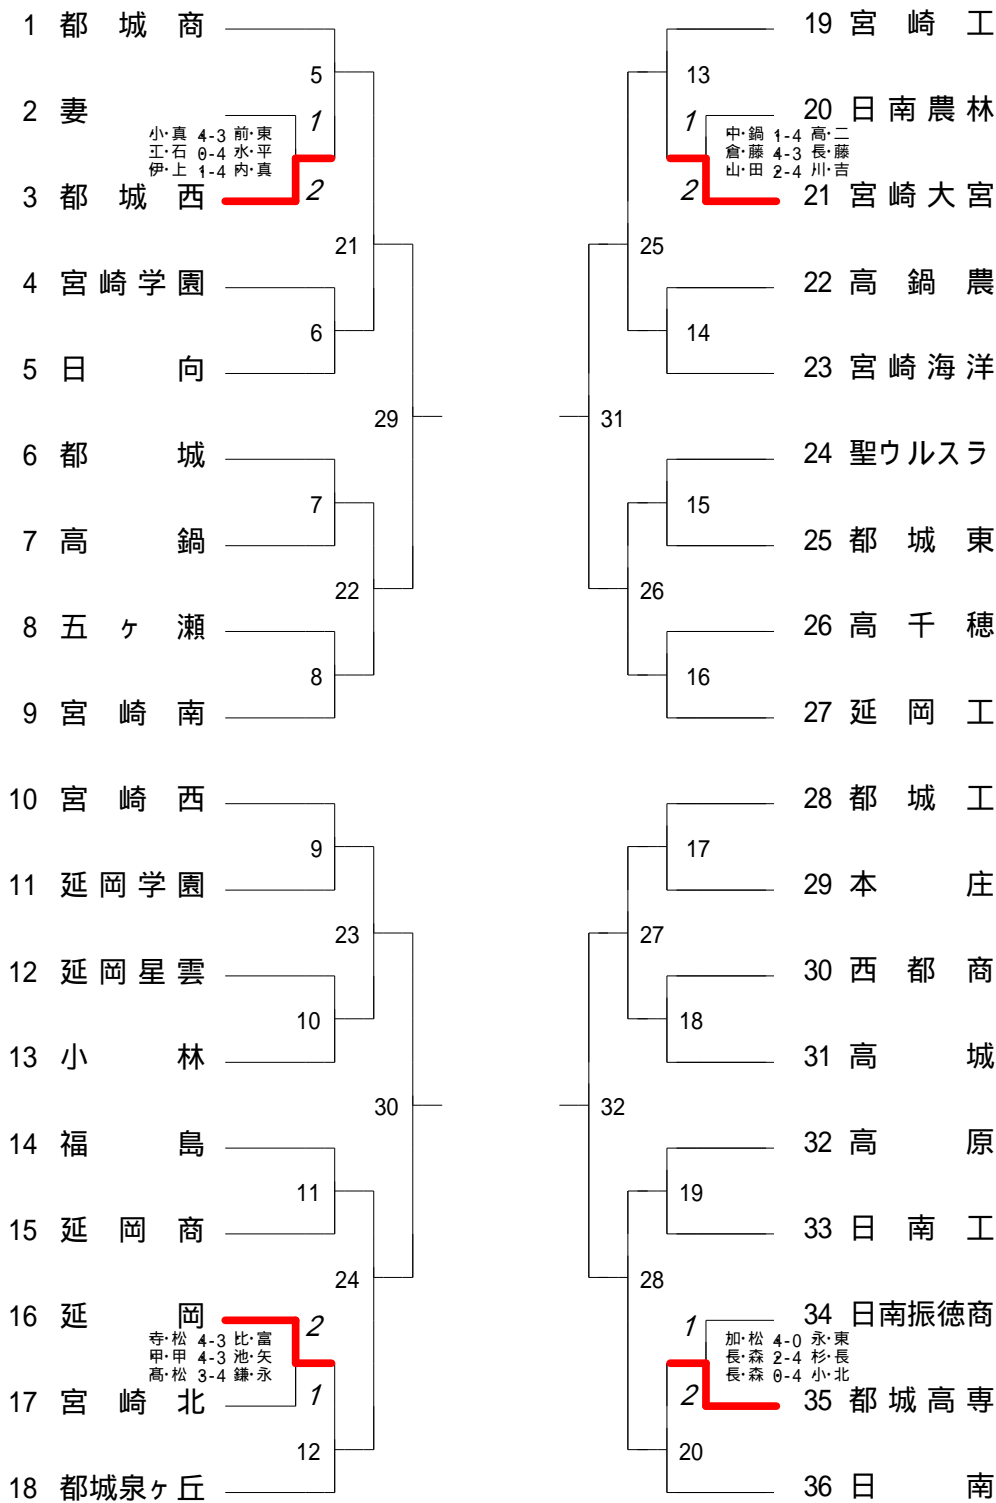 1 都城商
5
2 妻
1
小・真 4-3 前・東
工・石 0-4 水・平
伊・上 1-4 内・真
3 都城西
2
21
4 宮崎学園
6
5 日向
29
6 都城
7
7 高鍋
22
8 五ヶ瀬
8
9 宮崎南
10 宮崎西
9
11 延岡学園
23
12 延岡星雲
10
13 小林
30
14 福島
11
15 延岡商
24
16 延岡
2
寺・松 4-3 比・富
甲・甲 4-3 池・矢
髙・松 3-4 鎌・永
17 宮崎北
1
12
18 都城泉ヶ丘
19 宮崎工
13
20 日南農林
1
中・鍋 1-4 高・二
倉・藤 4-3 長・藤
山・田 2-4 川・吉
21 宮崎大宮
2
25
22 高鍋農
14
23 宮崎海洋
31
24 聖ウルスラ
15
25 都城東
26
26 高千穂
16
27 延岡工
28 都城工
17
29 本庄
27
30 西都商
18
31 高城
32
32 高原
19
33 日南工
28
34 日南振徳商
1
加・松 4-0 永・東
長・森 2-4 杉・長
長・森 0-4 小・北
35 都城高専
2
20
36 日南